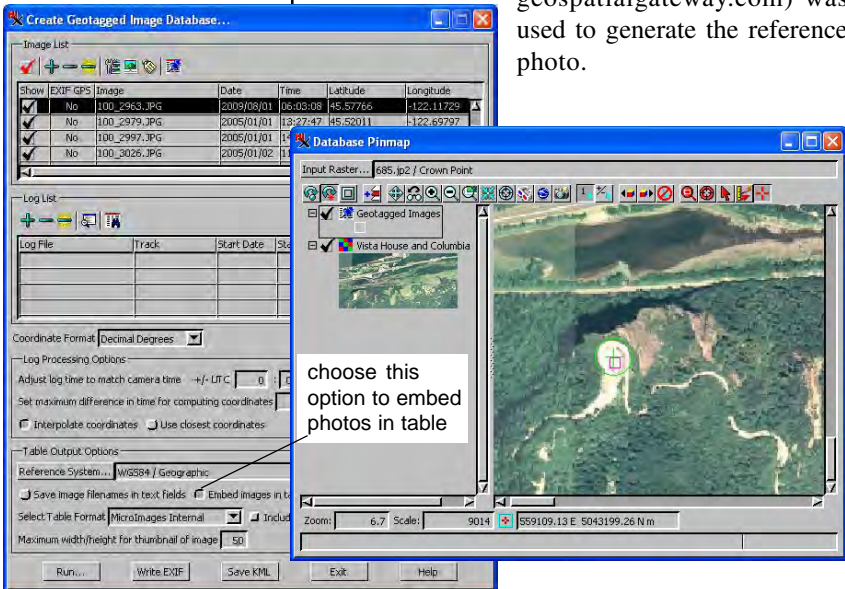 geospatialgateway.com) was
used to generate the reference
photo.
Create Geotagged Image Database...
Image List
Show EXIF GPS Image Date Time Latitude Longitude
No 100_2963.JPG 2009/08/01 06:03:08 45.57766 -122.11729
No 100_2979.JPG 2005/01/01 13:27:47 45.52011 -122.69797
No 100_2997.JPG 2005/01/01
No 100_3026.JPG 2005/01/02
Log List
Log File Track Start Date
Coordinate Format Decimal Degrees
Log Processing Options
Adjust log time to match camera time +/- UTC 0 :
Set maximum difference in time for computing coordinates
Interpolate coordinates Use closest coordinates
Table Output Options
Reference System... WGS84 / Geographic
Save image filenames in text fields Embed images in
Select Table Format MicroImages Internal
Maximum width/height for thumbnail of image 50
Run... Write EXIF Save KML Exit Help
Database Pinmap
Input Raster... 685.jp2 / Crown Point
Geotagged Images
Vista House and Columbia
choose this
option to embed
photos in table
Zoom: 6.7 Scale: 9014 559109.13 E 5043199.26 N m